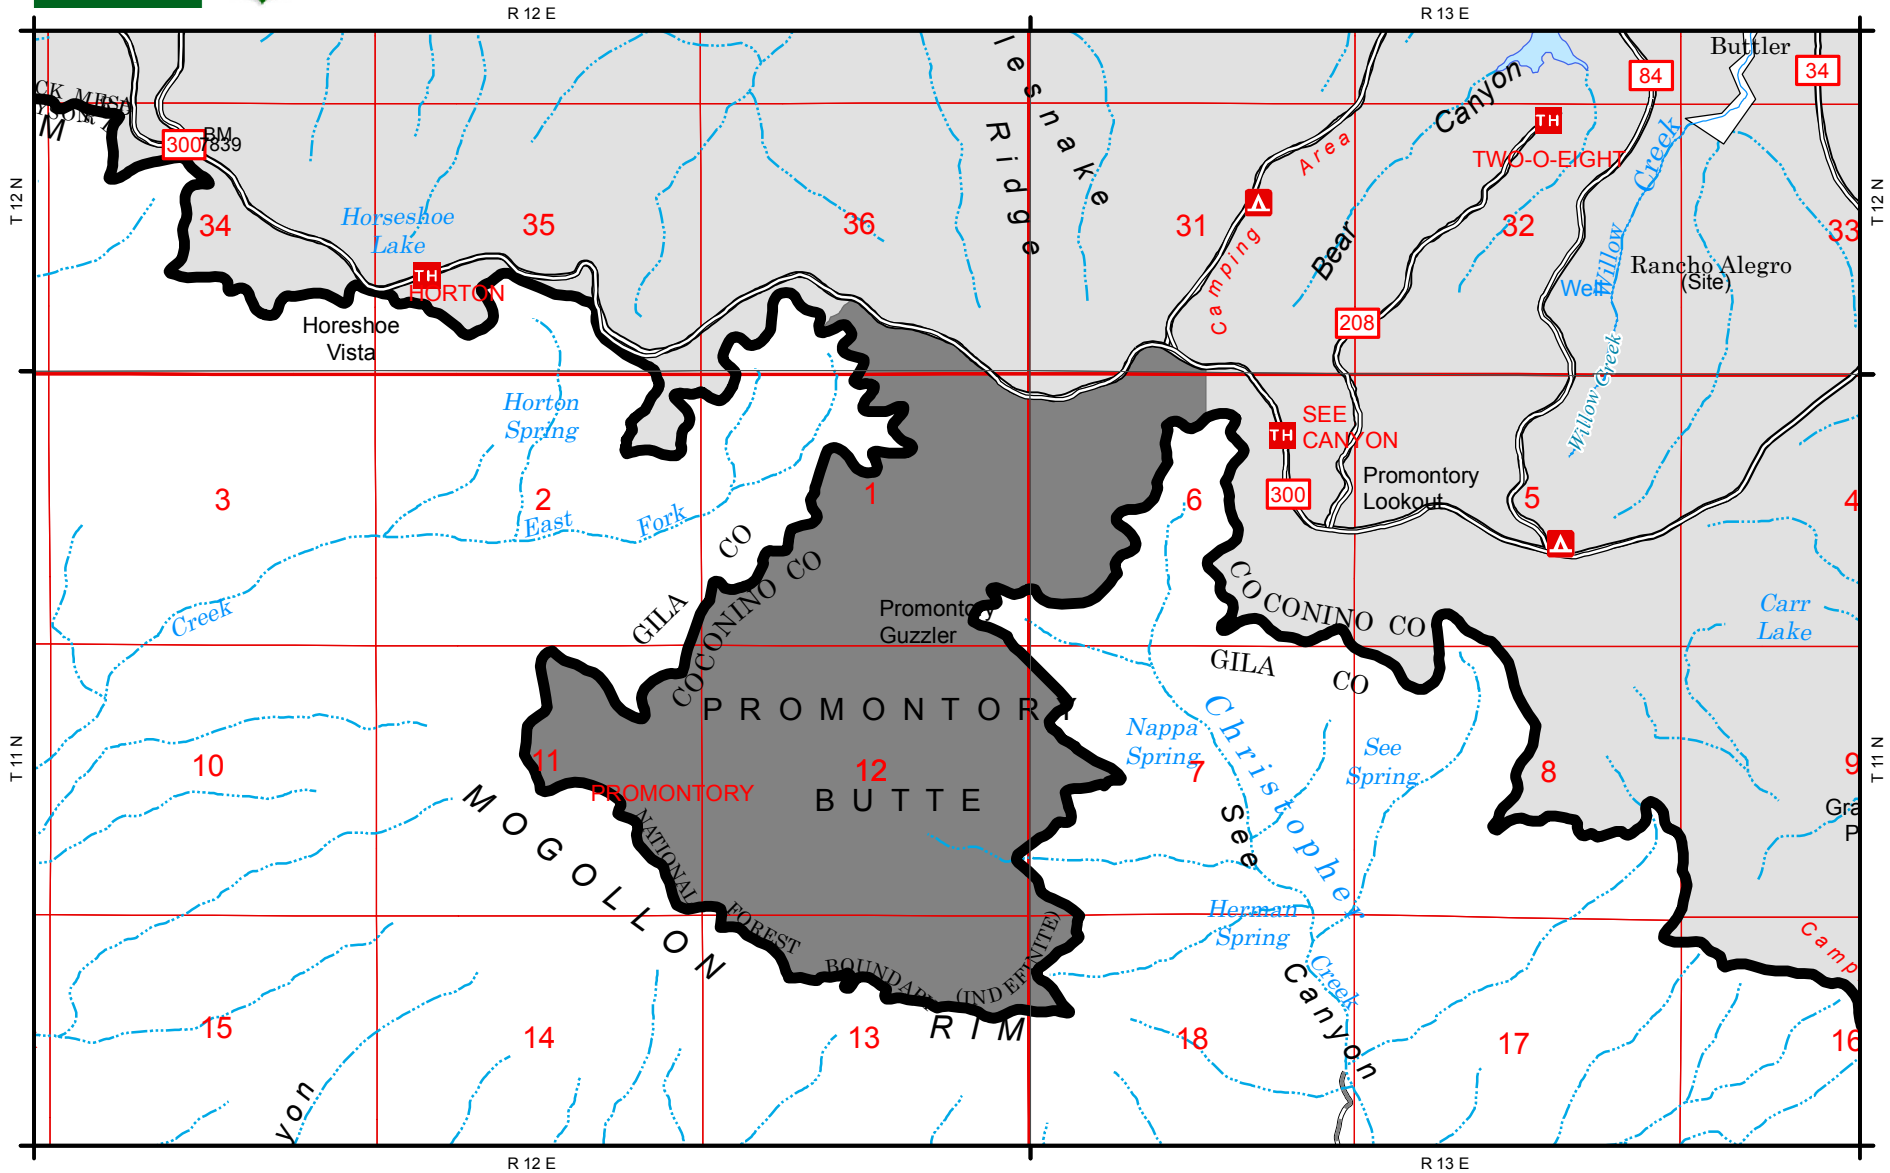 R 12 E
R 13 E
Buttler
84
34
CK MESA
M
BM
7839
300
lesnake
Ridge
Canyon
TH
TWO-O-EIGHT
Area
Camping
Bear
Creek
Willow
T 12 N
T 12 N
34
35
36
31
32
33
Horseshoe
Lake
TH
HORTON
Horeshoe
Vista
Rancho Alegro
(Site)
Well
208
Willow Creek
Horton
Spring
SEE
CANYON
TH
300
Promontory
Lookout
3
2
1
6
5
4
East
Fork
Creek
GILA CO
COCONINO CO
COCONINO CO
GILA CO
Promontory
Guzzler
Carr
Lake
PROMONTORY
BUTTE
PROMONTORY
T 11 N
T 11 N
10
11
12
7
8
9
Nappa
Spring
See
Spring
Christopher
Creek
See
Canyon
Gra
P
MOGOLLON
RIM
NATIONAL FOREST BOUNDARY (INDEFINITE)
Herman
Spring
Camp
15
14
13
18
17
16
yon
R 12 E
R 13 E